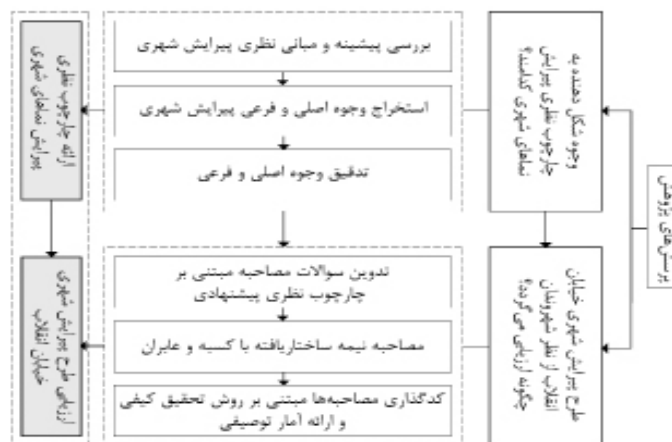 پرسش‌های پژوهش
وجوه شکل دهنده به
چارچوب نظری پیرایش
نماهای شهری کدامند؟
بررسی پیشینه و مبانی نظری پیرایش شهری
استخراج وجوه اصلی و فرعی پیرایش شهری
تدقیق وجوه اصلی و فرعی
ارائه چارچوب نظری
پیرایش نماهای شهری
طرح پیرایش شهری خیابان
انقلاب از نظر شهروندان
چگونه ارزیابی می گردد؟
تدوین سوالات مصاحبه مبتنی بر
چارچوب نظری پیشنهادی
مصاحبه نیمه ساختاریافته با کسبه و عابران
کدگذاری مصاحبه‌ها مبتنی بر روش تحقیق کیفی
و ارائه آمار توصیفی
ارزیابی طرح پیرایش شهری
خیابان انقلاب